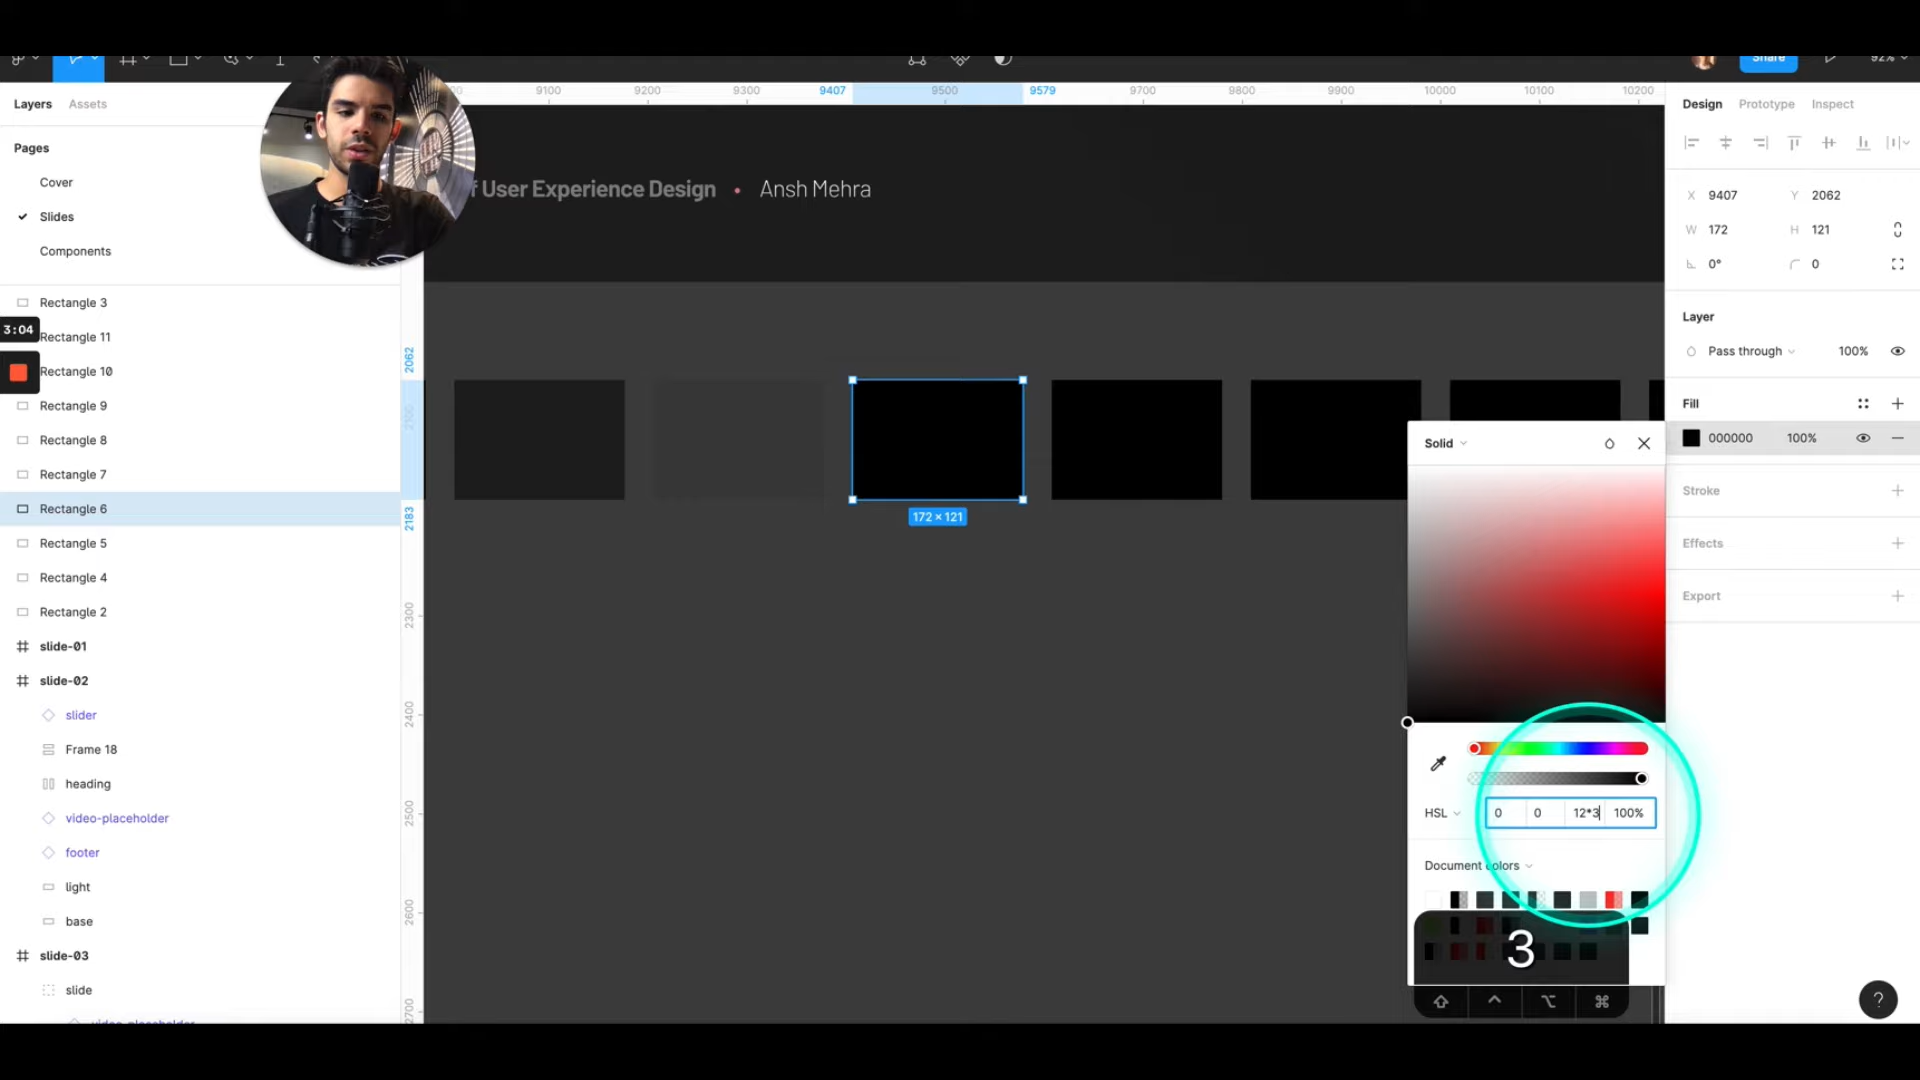 Share
92%
Layers
Assets
9100
9200
9300
9407
9500
9579
9700
9800
9900
10000
10100
10200
Design
Prototype
Inspect
Pages
Cover
Slides
Components
f User Experience Design • Ansh Mehra
X 9407
Y 2062
W 172
H 121
0°
0
Layer
Pass through
100%
Fill
000000
100%
Stroke
Effects
Export
Rectangle 3
3:04
Rectangle 11
Rectangle 10
Rectangle 9
Rectangle 8
Rectangle 7
Rectangle 6
Rectangle 5
Rectangle 4
Rectangle 2
slide-01
slide-02
slider
Frame 18
heading
video-placeholder
footer
light
base
slide-03
slide
video-placeholder
2062
2100
2183
2300
2400
2500
2600
2700
172 × 121
Solid
HSL
0
0
12*3
100%
Document colors
3
?